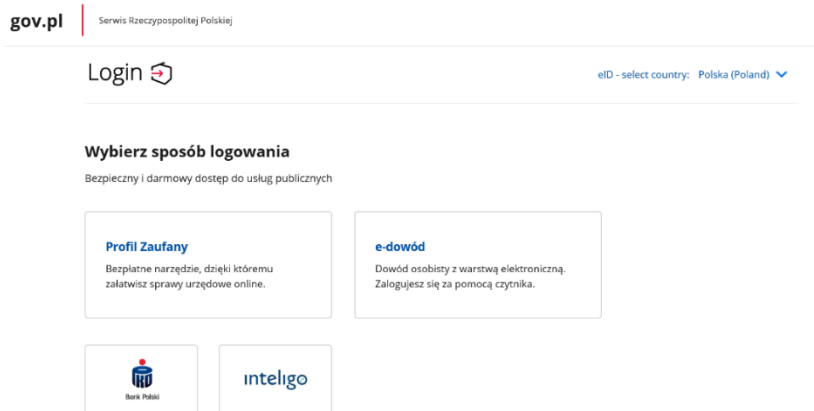 gov.pl
Serwis Rzeczypospolitej Polskiej
Login
eID - select country: Polska (Poland)
Wybierz sposób logowania
Bezpieczny i darmowy dostęp do usług publicznych
Profil Zaufany
Bezpłatne narzędzie, dzięki któremu
załatwisz sprawy urzędowe online.
e-dowód
Dowód osobisty z warstwą elektroniczną.
Zalogujesz się za pomocą czytnika.
PKO
Bank Polski
inteligo